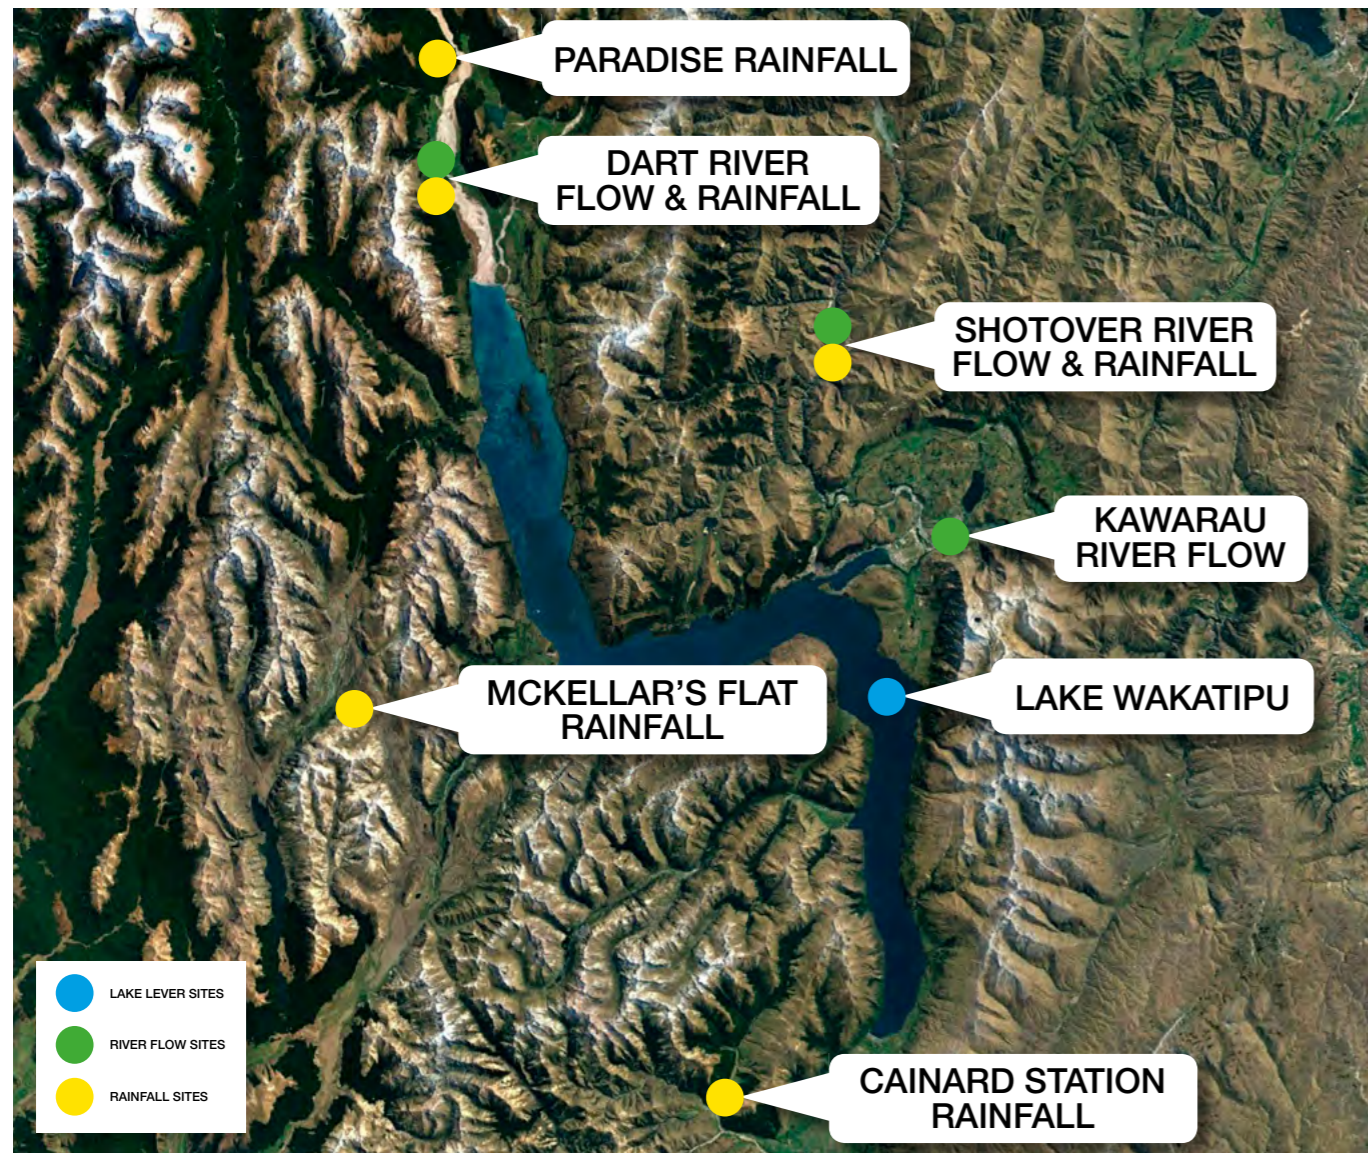 PARADISE RAINFALL
DART RIVER
FLOW & RAINFALL
SHOTOVER RIVER
FLOW & RAINFALL
KAWARAU
RIVER FLOW
MCKELLAR'S FLAT
RAINFALL
LAKE WAKATIPU
LAKE LEVER SITES
RIVER FLOW SITES
RAINFALL SITES
CAINARD STATION
RAINFALL